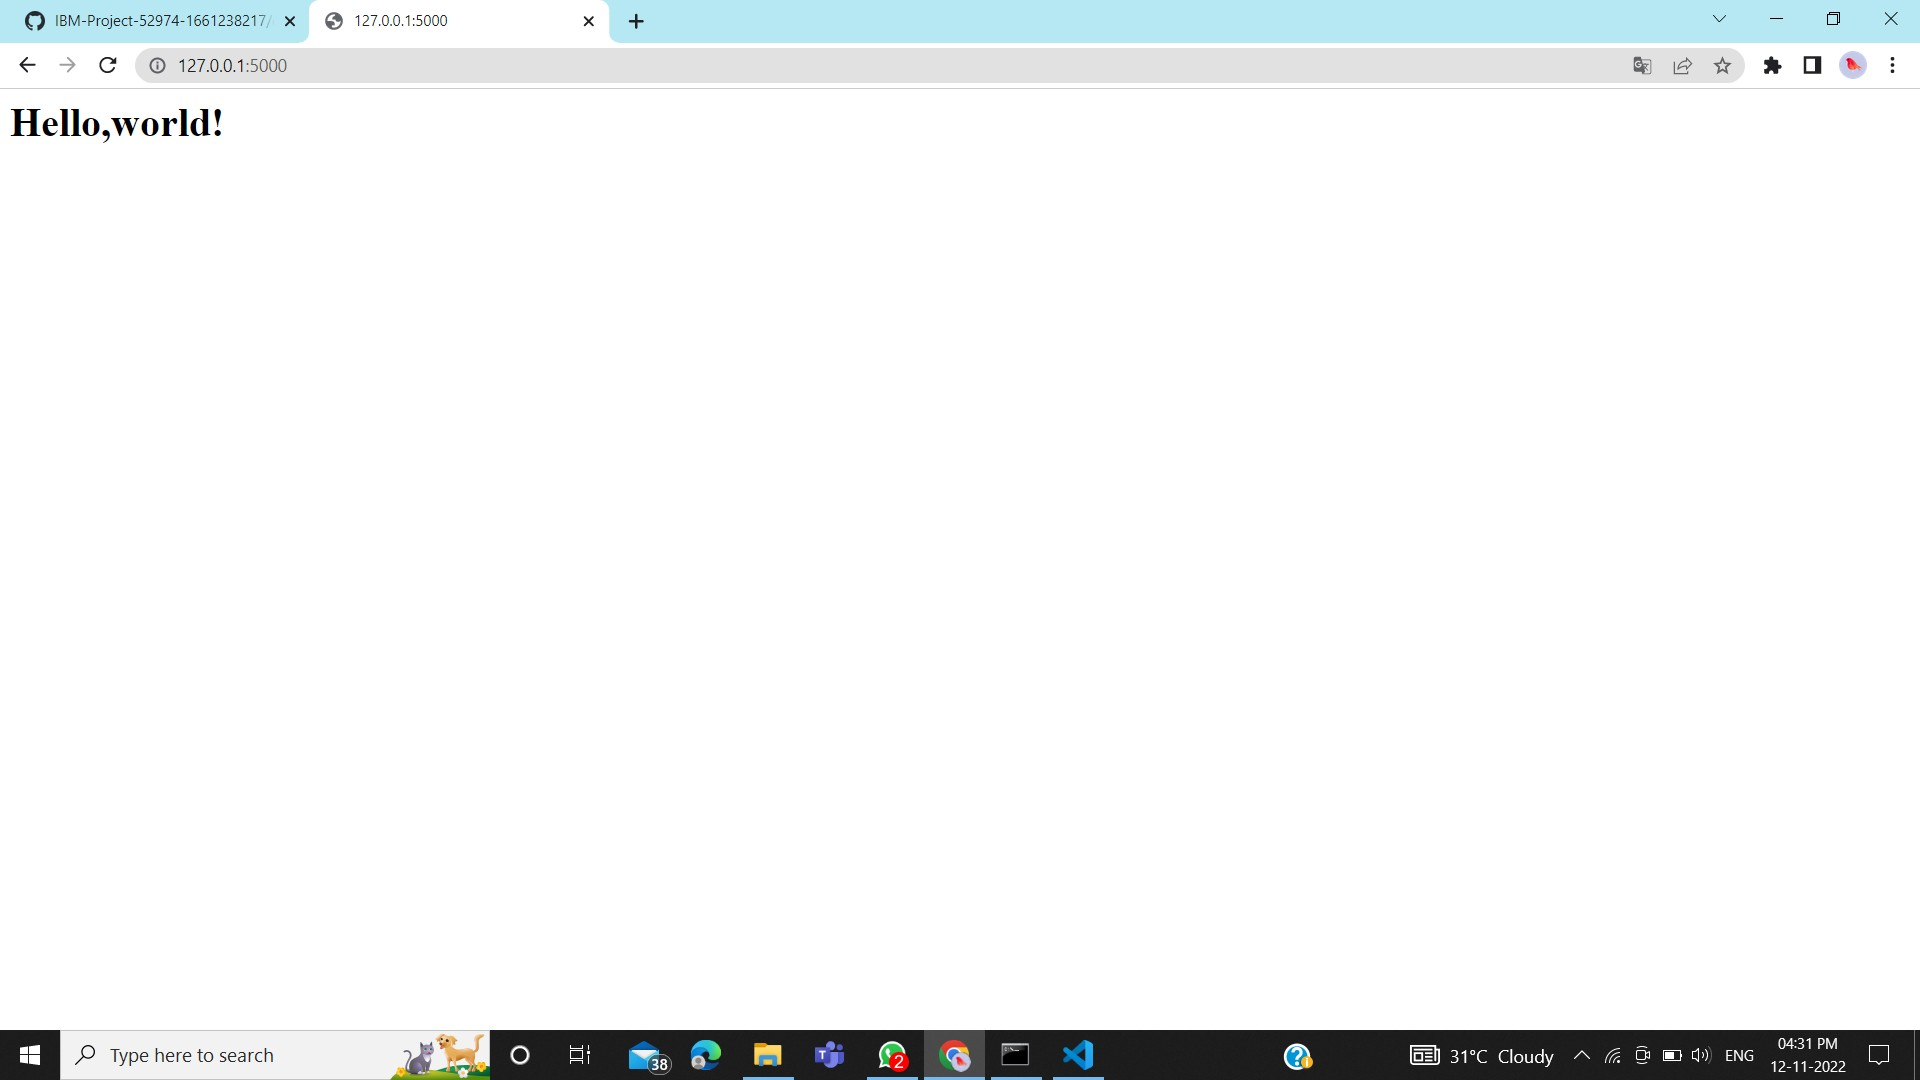 IBM-Project-52974-1661238217/
127.0.0.1:5000
127.0.0.1:5000
Hello,world!
Type here to search
38
2
31°C Cloudy
ENG
04:31 PM
12-11-2022